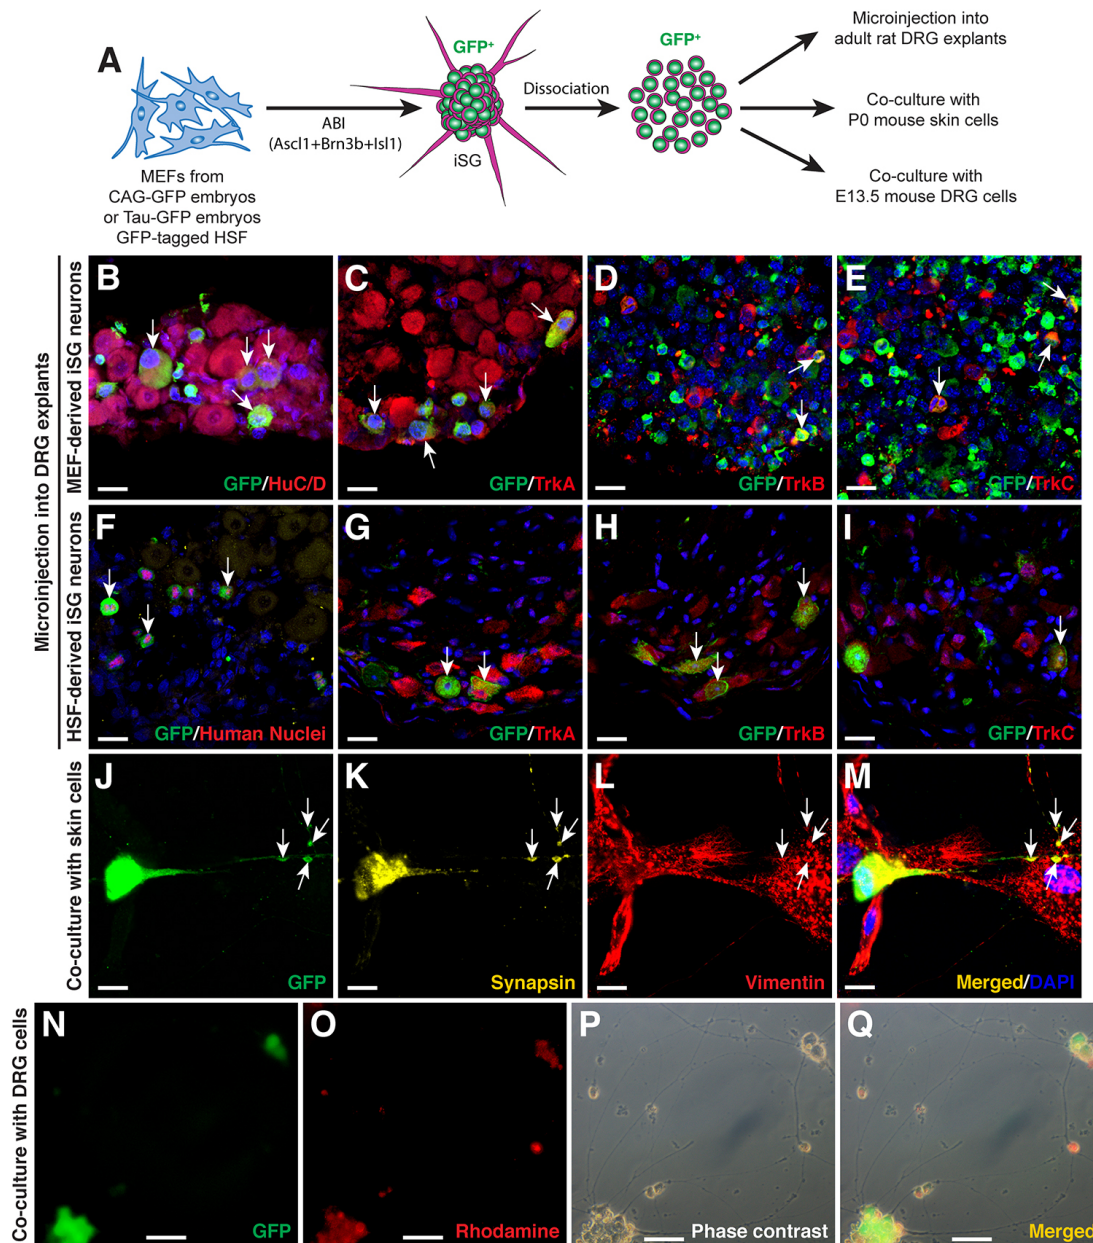 A
MEFs from
CAG-GFP embryos
or Tau-GFP embryos
GFP-tagged HSF
ABI
(Ascl1+Brn3b+Isl1)
GFP+
iSG
Dissociation
GFP+
Microinjection into
adult rat DRG explants
Co-culture with
P0 mouse skin cells
Co-culture with
E13.5 mouse DRG cells
Microinjection into DRG explants
MEF-derived iSG neurons
B
GFP/HuC/D
C
GFP/TrkA
D
GFP/TrkB
E
GFP/TrkC
HSF-derived iSG neurons
F
GFP/Human Nuclei
G
GFP/TrkA
H
GFP/TrkB
I
GFP/TrkC
Co-culture with skin cells
J
GFP
K
Synapsin
L
Vimentin
M
Merged/DAPI
Co-culture with DRG cells
N
GFP
O
Rhodamine
P
Phase contrast
Q
Merged